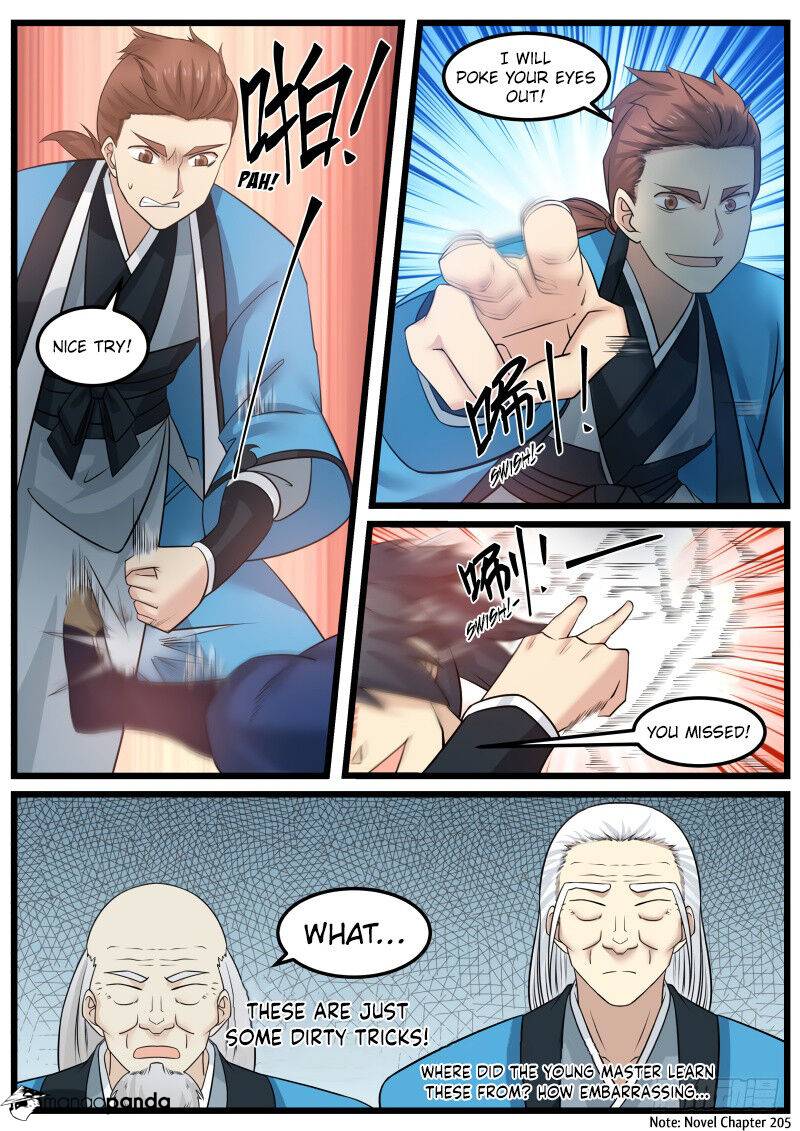 啪!
PAH!
NICE TRY!
I WILL
POKE YOUR EYES
OUT!
唰!
SWISH!~
唰!一
SWISH!~
YOU MISSED!
WHAT...
THESE ARE JUST
SOME DIRTY TRICKS!
WHERE DID THE YOUNG MASTER LEARN
THESE FROM? HOW EMBARRASSING...
mangapanda
Note: Novel Chapter 205